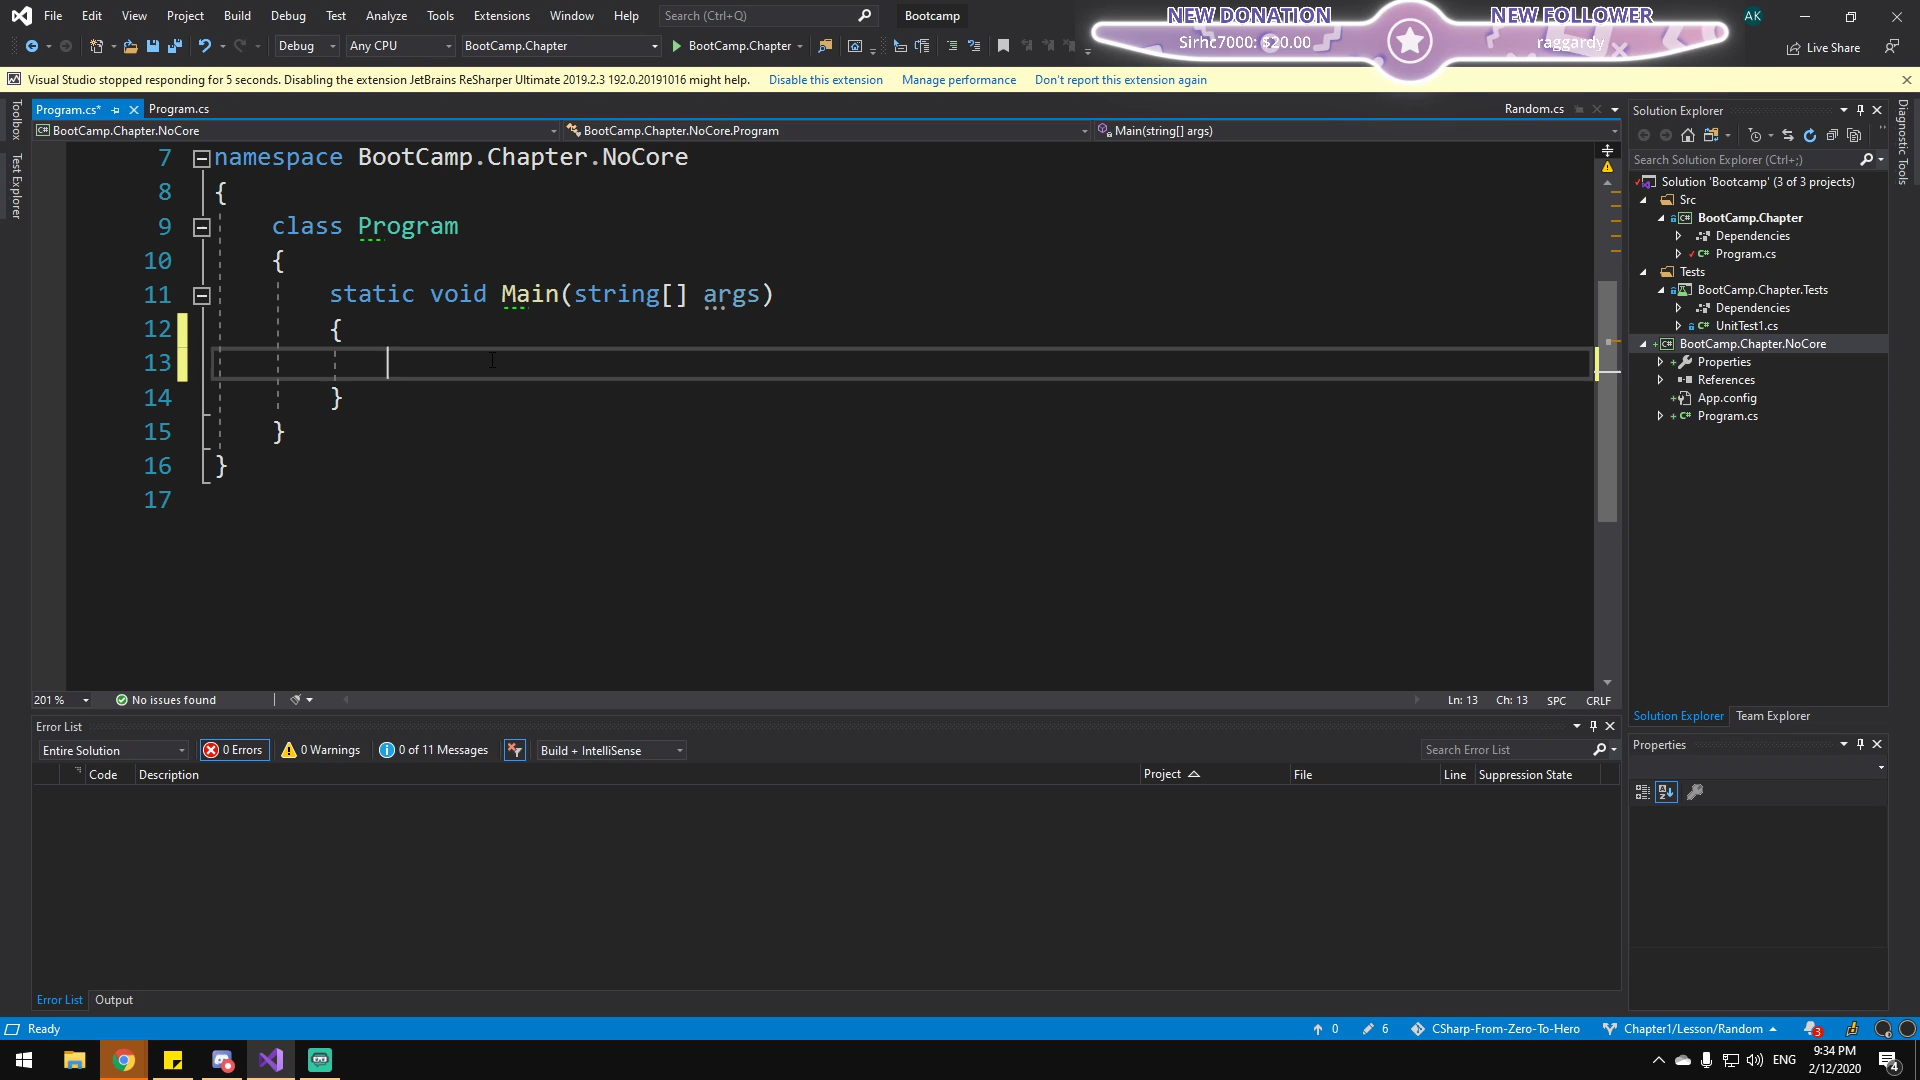 File Edit View Project Build Debug Test Analyze Tools Extensions Window Help Search (Ctrl+Q) Bootcamp AK
Debug Any CPU BootCamp.Chapter BootCamp.Chapter Live Share
NEW DONATION NEW FOLLOWER
Sirhc7000: $20.00 raggardy
Visual Studio stopped responding for 5 seconds. Disabling the extension JetBrains ReSharper Ultimate 2019.2.3 192.0.20191016 might help. Disable this extension Manage performance Don't report this extension again
Toolbox
Test Explorer
Program.cs* Program.cs Random.cs
BootCamp.Chapter.NoCore BootCamp.Chapter.NoCore.Program Main(string[] args)
7 namespace BootCamp.Chapter.NoCore
8 {
9 class Program
10 {
11 static void Main(string[] args)
12 {
13
14 }
15 }
16 }
17
201 % No issues found Ln: 13 Ch: 13 SPC CRLF
Error List
Entire Solution 0 Errors 0 Warnings 0 of 11 Messages Build + IntelliSense Search Error List
Code Description Project File Line Suppression State
Error List Output
Solution Explorer
Search Solution Explorer (Ctrl+;)
Solution 'Bootcamp' (3 of 3 projects)
Src
BootCamp.Chapter
Dependencies
Program.cs
Tests
BootCamp.Chapter.Tests
Dependencies
UnitTest1.cs
BootCamp.Chapter.NoCore
Properties
References
App.config
Program.cs
Solution Explorer Team Explorer
Properties
Diagnostic Tools
Ready 0 6 CSharp-From-Zero-To-Hero Chapter1/Lesson/Random 3
ENG 9:34 PM
2/12/2020 4